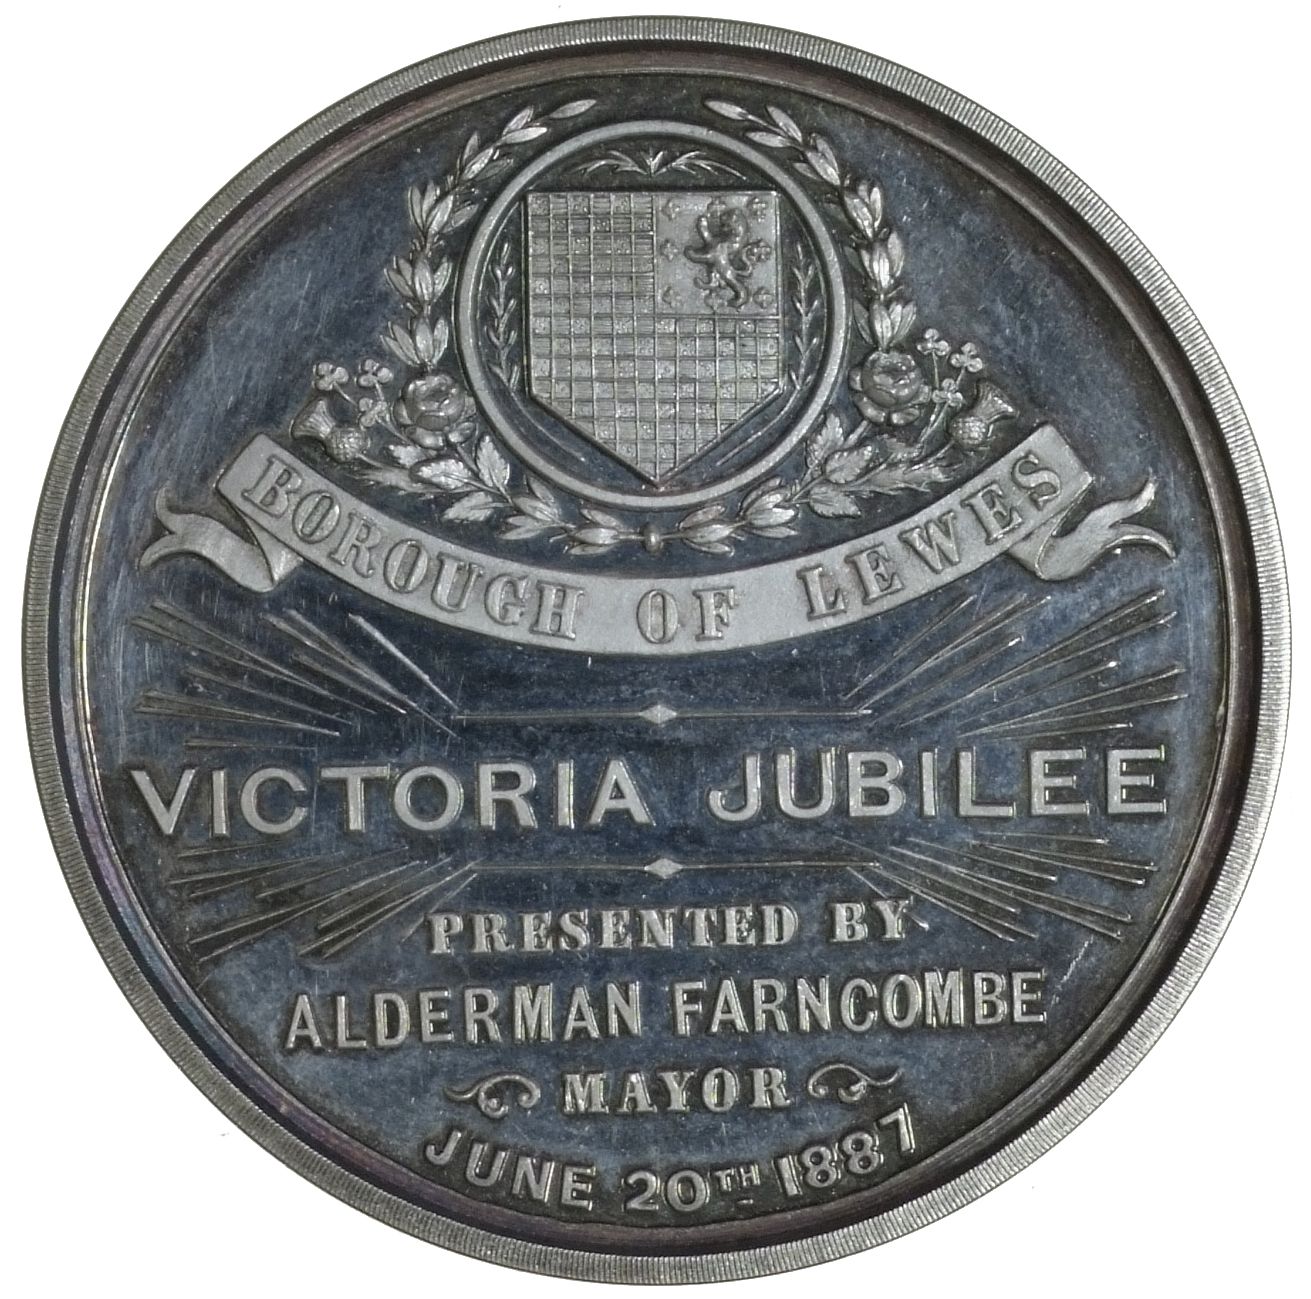 BOROUGH OF LEWES
VICTORIA JUBILEE
PRESENTED BY
ALDERMAN FARNCOMBE
MAYOR
JUNE 20TH 1887